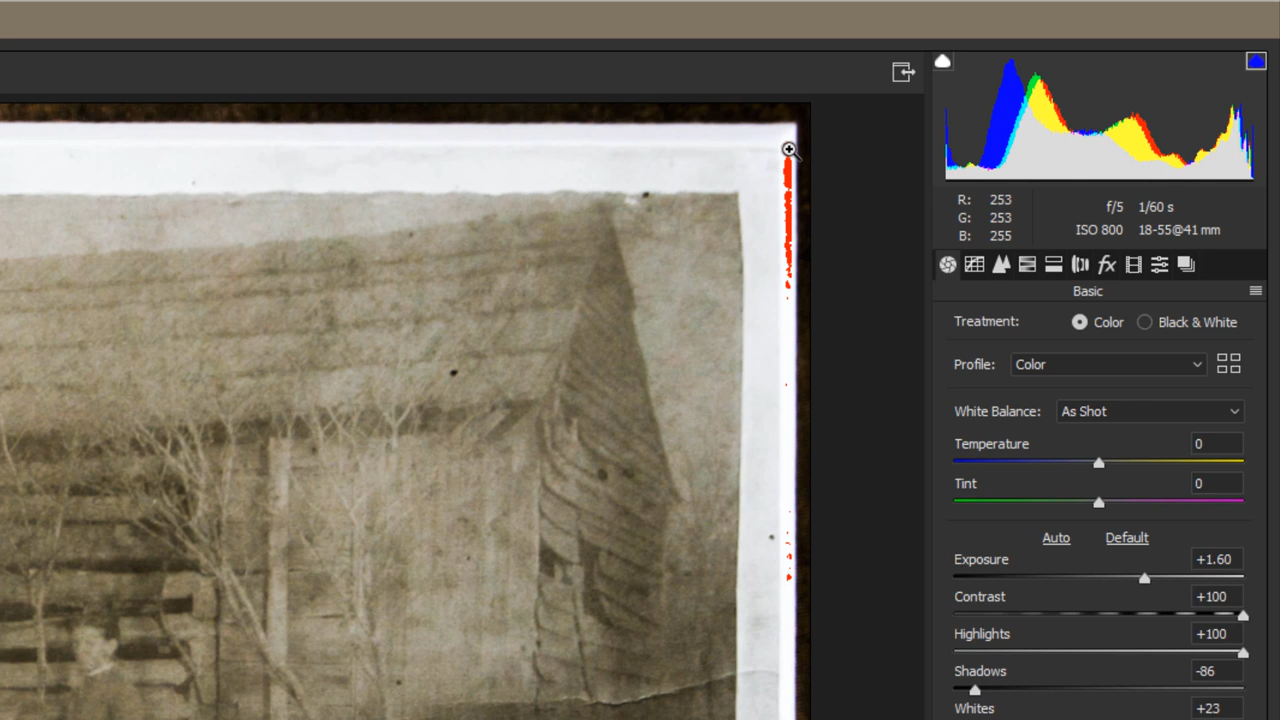 R: 253
G: 253
B: 255
f/5 1/60 s
ISO 800 18-55@41 mm
fx
Basic
Treatment: Color Black & White
Profile: Color
White Balance: As Shot
Temperature 0
Tint 0
Auto Default
Exposure +1.60
Contrast +100
Highlights +100
Shadows -86
Whites +23